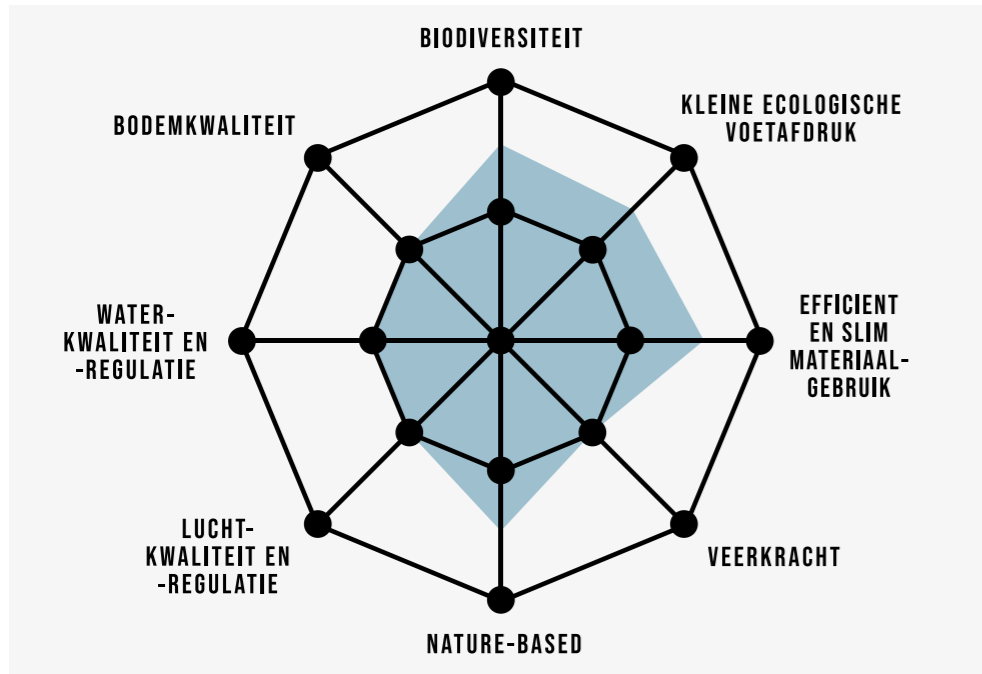 BIODIVERSITEIT
KLEINE ECOLOGISCHE
VOETAFDRUK
BODEMKWALITEIT
EFFICIENT
EN SLIM
MATERIAAL-
GEBRUIK
WATER-
KWALITEIT EN
-REGULATIE
LUCHT-
KWALITEIT EN
-REGULATIE
VEERKRACHT
NATURE-BASED